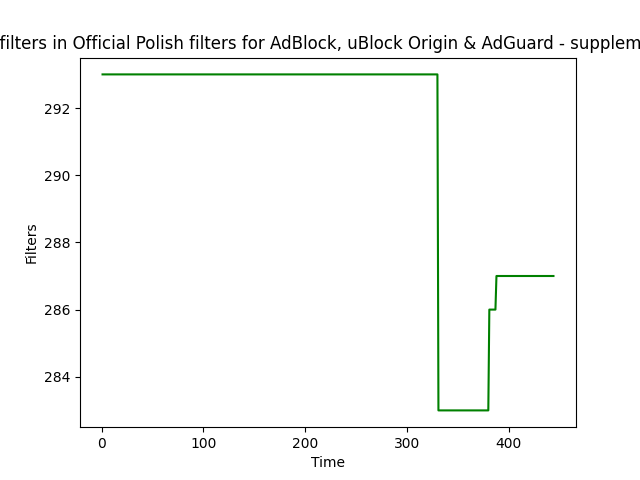 filters in Official Polish filters for AdBlock, uBlock Origin & AdGuard - supplem
292
290
288
286
284
Filters
0 100 200 300 400
Time